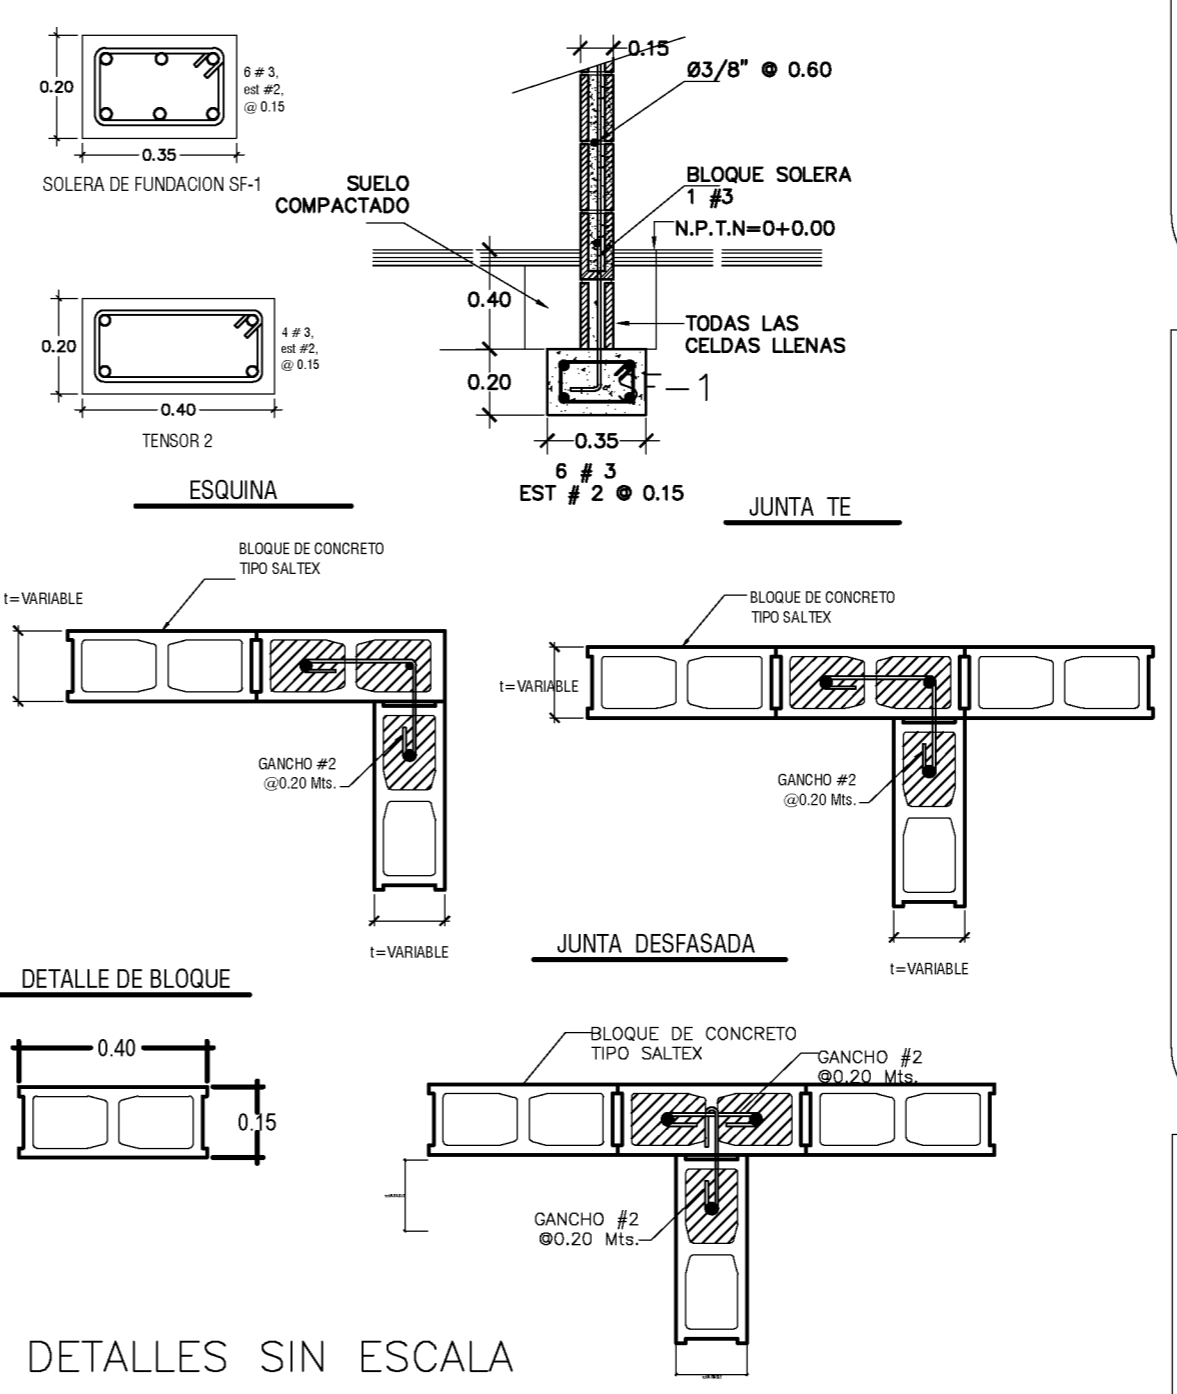 0.20
6 # 3,
est #2,
@ 0.15
0.35
SOLERA DE FUNDACION SF-1
0.15
Ø3/8" @ 0.60
SUELO
COMPACTADO
BLOQUE SOLERA
1 #3
N.P.T.N=0+0.00
0.40
TODAS LAS
CELDAS LLENAS
0.20
1
0.35
6 # 3
EST # 2 @ 0.15
0.20
4 # 3,
est #2,
@ 0.15
0.40
TENSOR 2
ESQUINA
BLOQUE DE CONCRETO
TIPO SALTEX
t=VARIABLE
GANCHO #2
@0.20 Mts.
t=VARIABLE
JUNTA TE
BLOQUE DE CONCRETO
TIPO SALTEX
t=VARIABLE
GANCHO #2
@0.20 Mts.
t=VARIABLE
DETALLE DE BLOQUE
0.40
0.15
JUNTA DESFASADA
BLOQUE DE CONCRETO
TIPO SALTEX
GANCHO #2
@0.20 Mts.
GANCHO #2
@0.20 Mts.
DETALLES SIN ESCALA